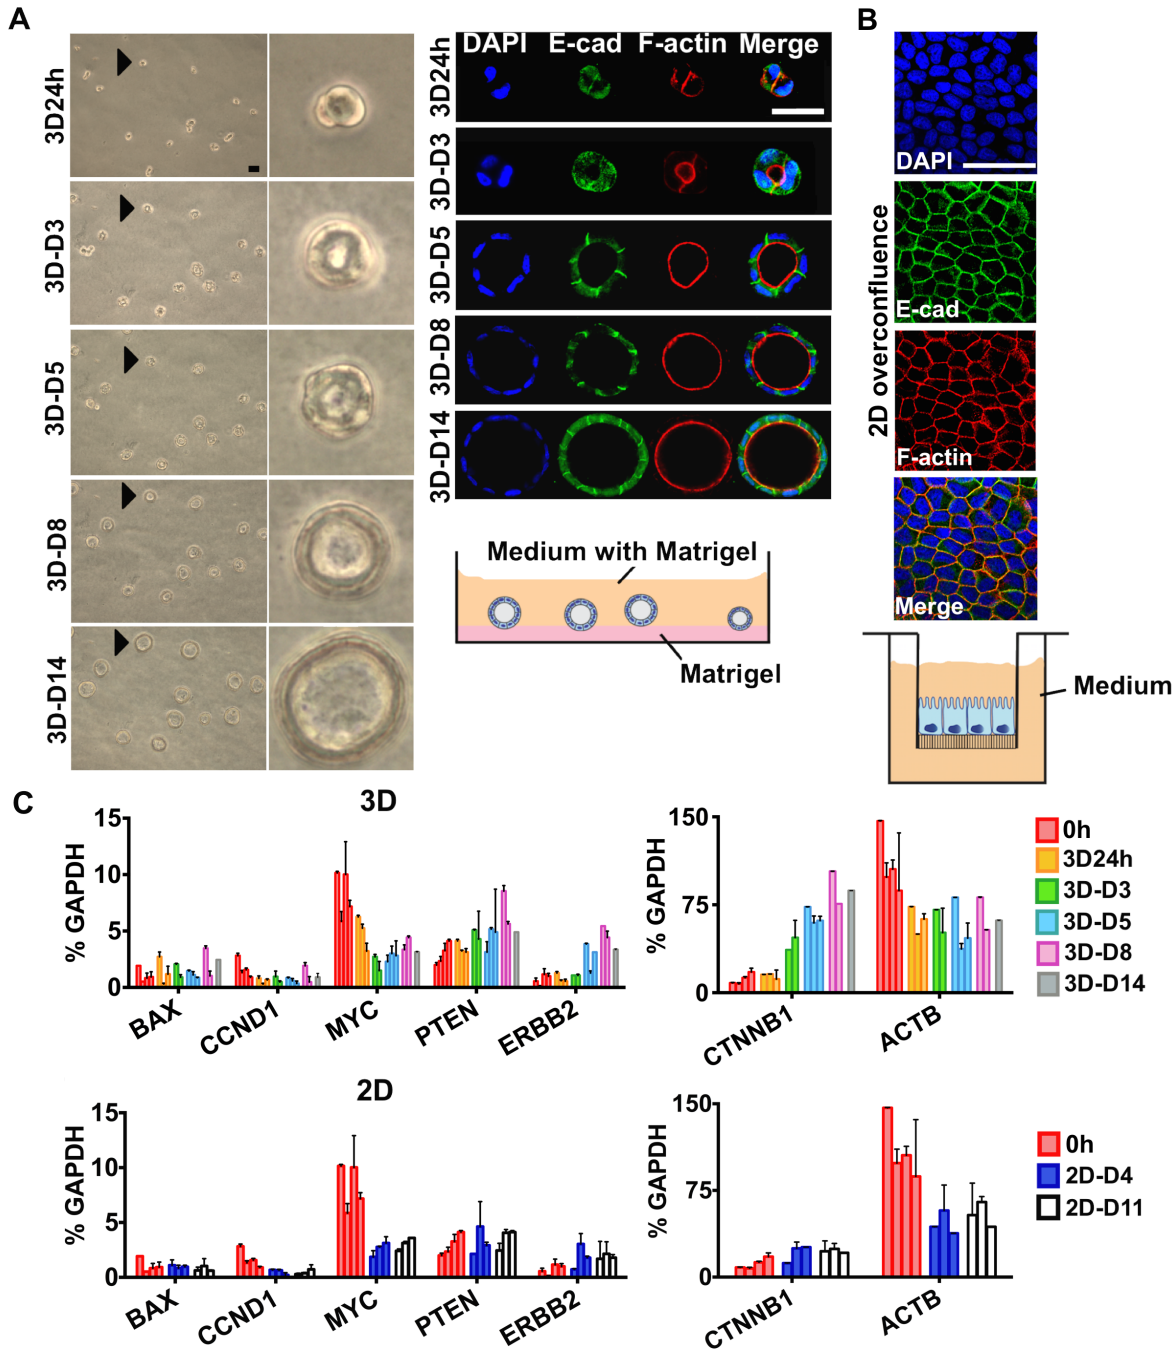 A
B
3D24h
3D-D3
3D-D5
3D-D8
3D-D14
DAPI E-cad F-actin Merge
3D24h
3D-D3
3D-D5
3D-D8
3D-D14
Medium with Matrigel
Matrigel
2D overconfluence
DAPI
E-cad
F-actin
Merge
Medium
C
3D
% GAPDH
15
10
5
0
BAX
CCND1
MYC
PTEN
ERBB2
% GAPDH
150
75
0
CTNNB1
ACTB
0h
3D24h
3D-D3
3D-D5
3D-D8
3D-D14
2D
% GAPDH
15
10
5
0
BAX
CCND1
MYC
PTEN
ERBB2
% GAPDH
150
75
0
CTNNB1
ACTB
0h
2D-D4
2D-D11